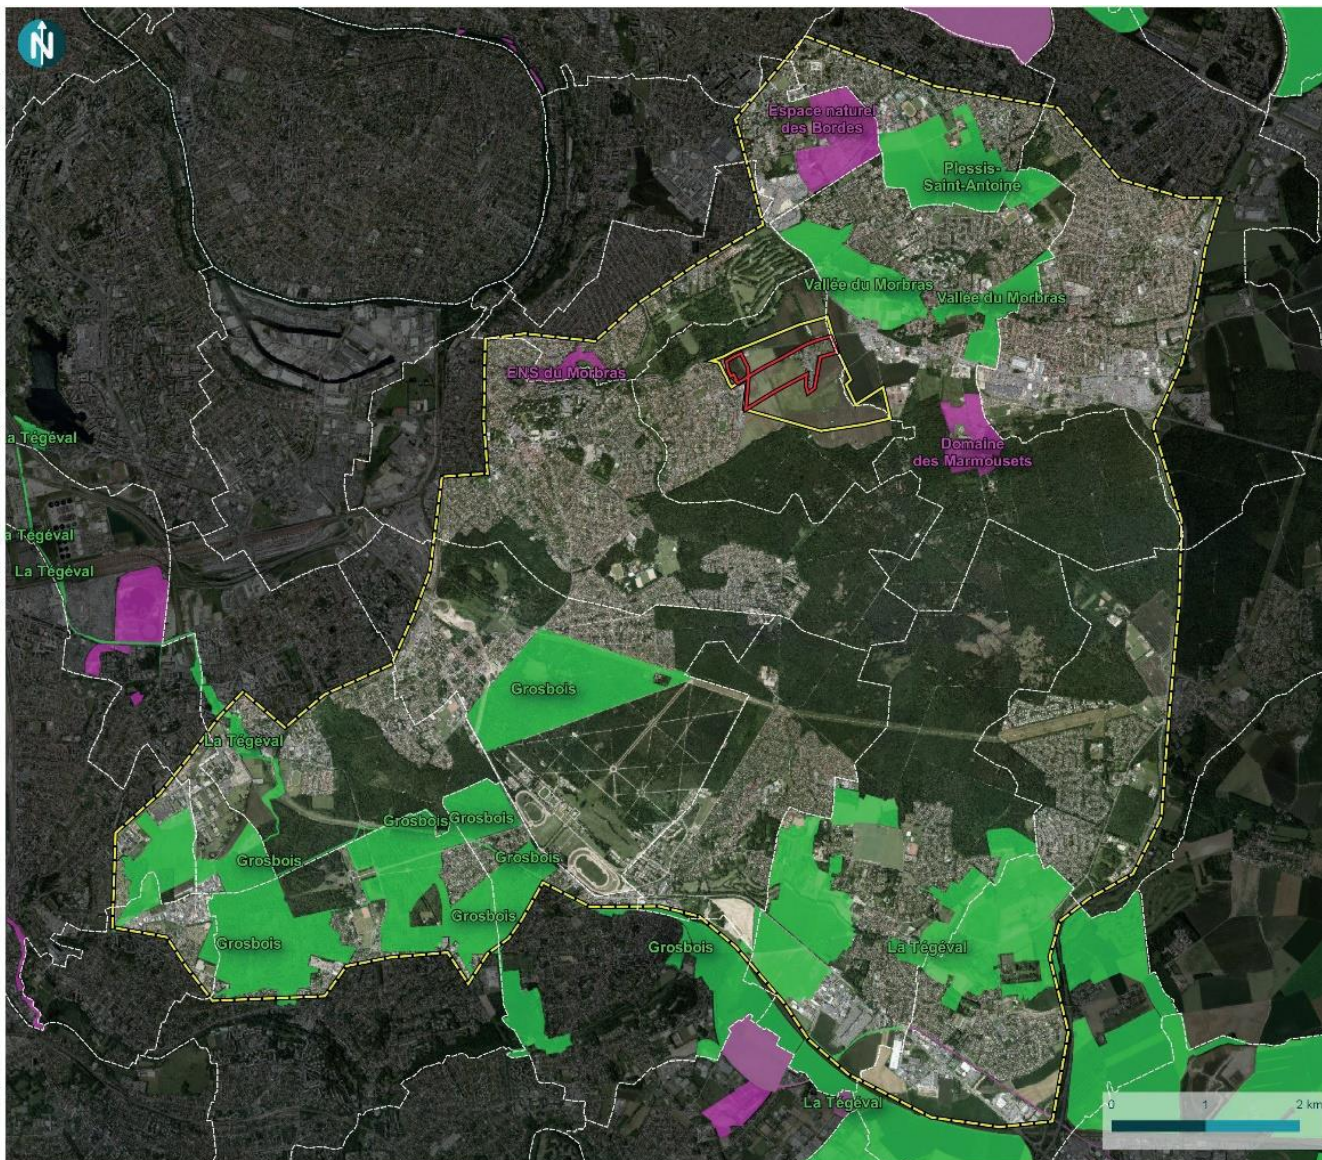 N
Espace naturel
des Bordes
Plessis-
Saint-Antoine
Vallée du Morbras
Vallée du Morbras
ENS du Morbras
Domaine
des Marmousets
a Tégéval
a Tégéval
La Tégéval
Grosbois
La Tégéval
Grosbois
Grosbois
Grosbois
Grosbois
Grosbois
Grosbois
Grosbois
La Tégéval
La Tégéval
0 1 2 km